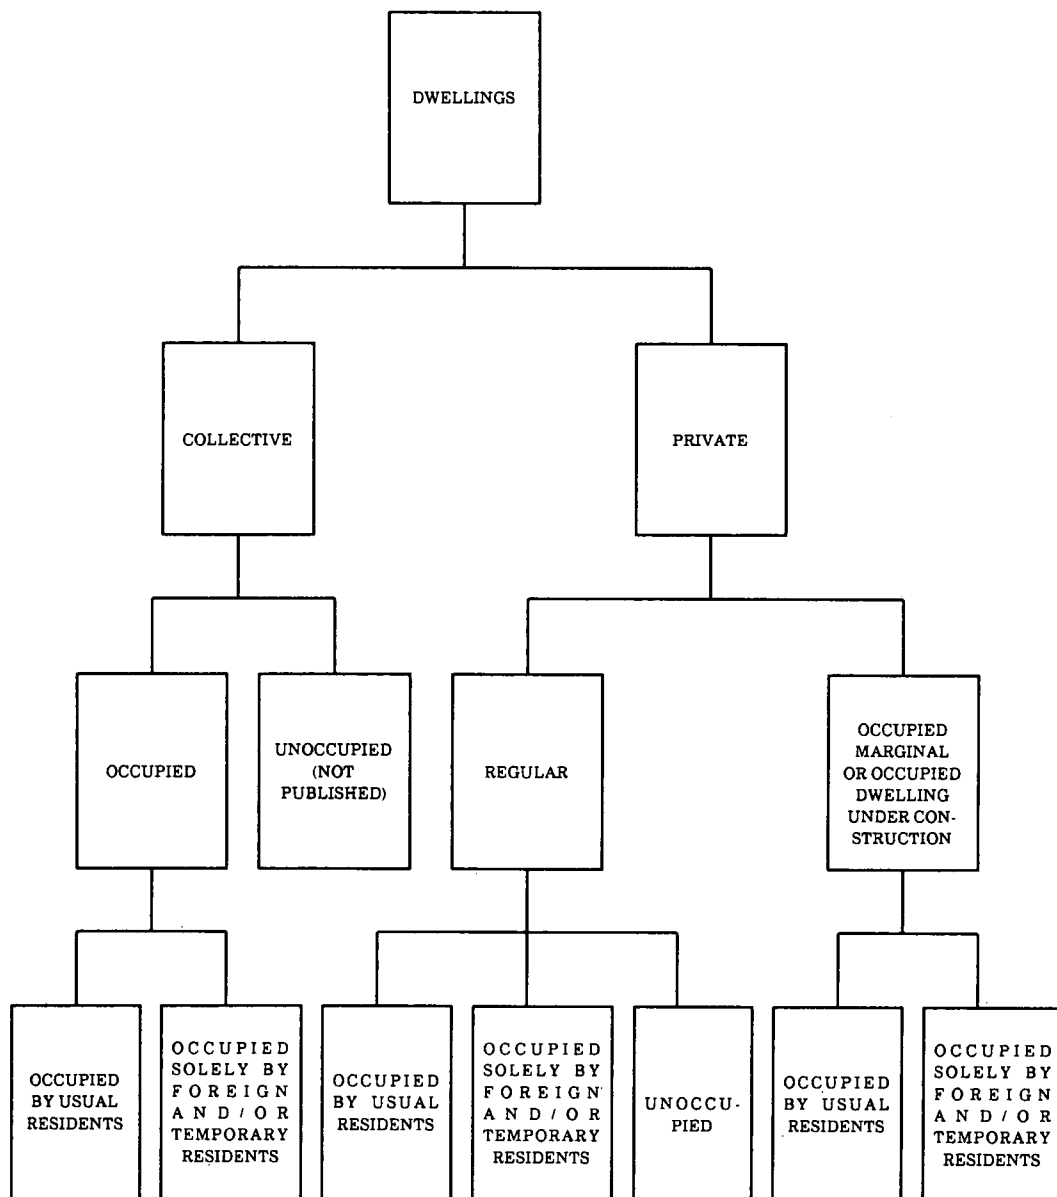 DWELLINGS
COLLECTIVE
PRIVATE
OCCUPIED
UNOCCUPIED
(NOT
PUBLISHED)
REGULAR
OCCUPIED
MARGINAL
OR OCCUPIED
DWELLING
UNDER CON-
STRUCTION
OCCUPIED
BY USUAL
RESIDENTS
OCCUPIED
SOLELY BY
FOREIGN
AND/OR
TEMPORARY
RESIDENTS
OCCUPIED
BY USUAL
RESIDENTS
OCCUPIED
SOLELY BY
FOREIGN
AND/OR
TEMPORARY
RESIDENTS
UNOCCU-
PIED
OCCUPIED
BY USUAL
RESIDENTS
OCCUPIED
SOLELY BY
FOREIGN
AND/OR
TEMPORARY
RESIDENTS